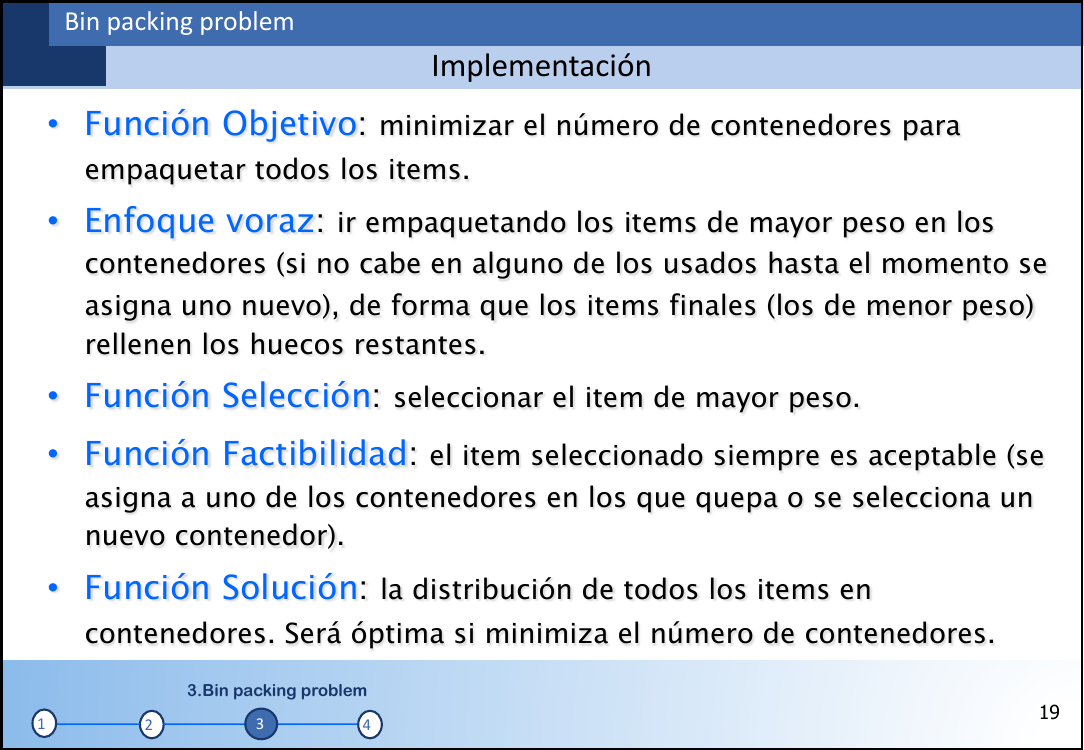 Bin packing problem
Implementación
• Función Objetivo: minimizar el número de contenedores para
empaquetar todos los items.
• Enfoque voraz: ir empaquetando los items de mayor peso en los
contenedores (si no cabe en alguno de los usados hasta el momento se
asigna uno nuevo), de forma que los items finales (los de menor peso)
rellenen los huecos restantes.
• Función Selección: seleccionar el item de mayor peso.
• Función Factibilidad: el item seleccionado siempre es aceptable (se
asigna a uno de los contenedores en los que quepa o se selecciona un
nuevo contenedor).
• Función Solución: la distribución de todos los items en
contenedores. Será óptima si minimiza el número de contenedores.
3.Bin packing problem
1 2 3 4
19